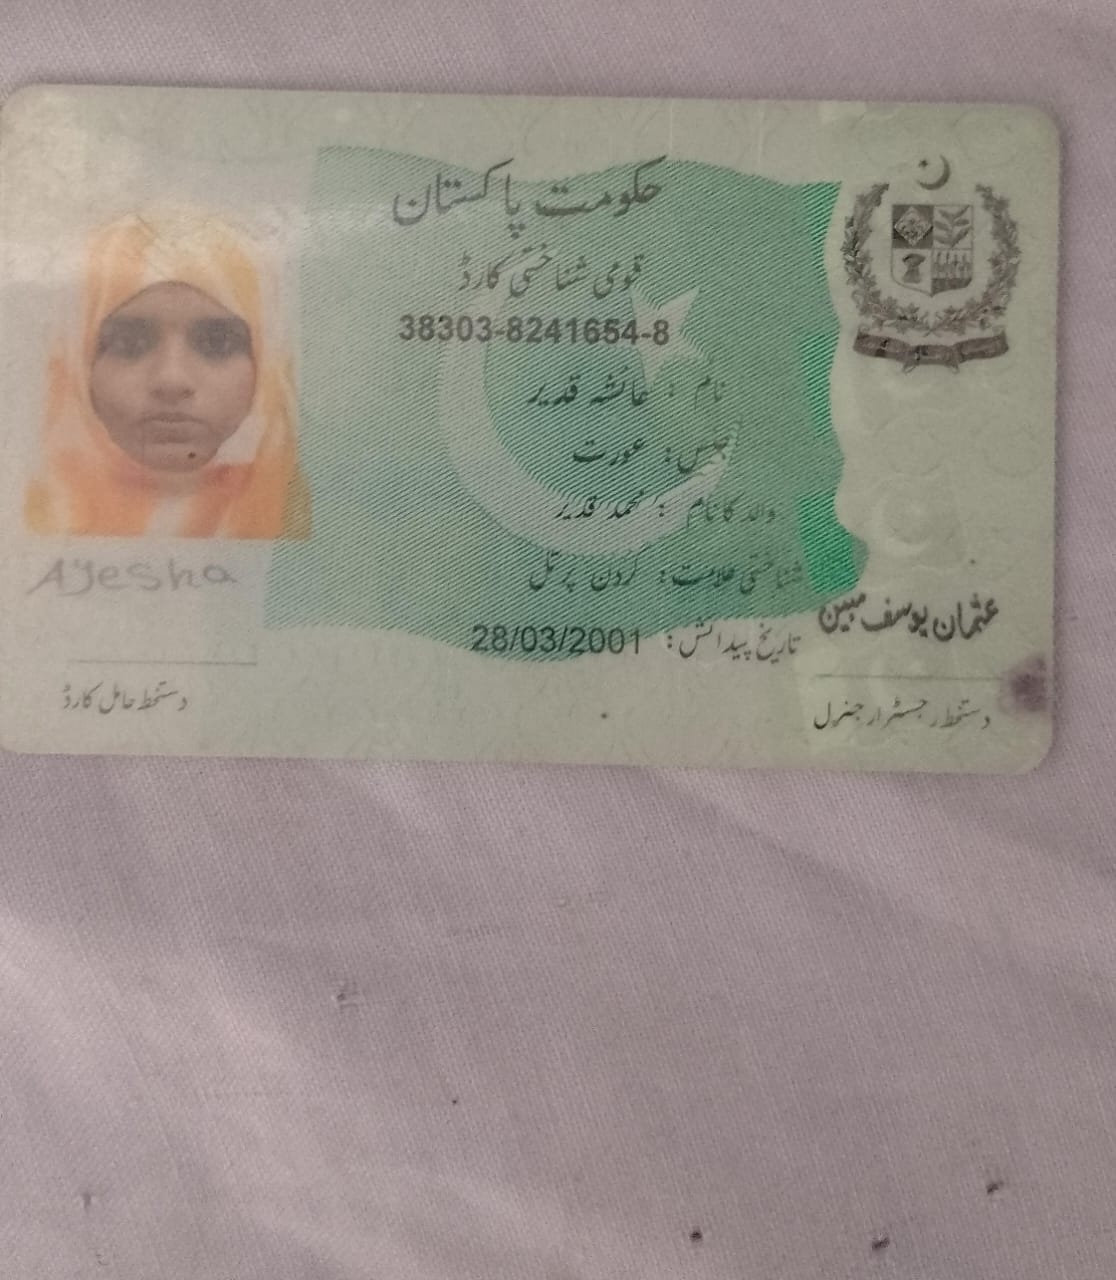 حکومت پاکستان
قومی شناختی کارڈ
38303-8241654-8
نام : عائشہ قدیر
جنس: عورت
والد کا نام : محمد قدیر
شناختی علامت: گردن پر تل
تاریخ پیدائش: 28/03/2001
Ayesha
دستخط حامل کارڈ
عثمان یوسف مبین
دستخط رجسٹرار جنرل